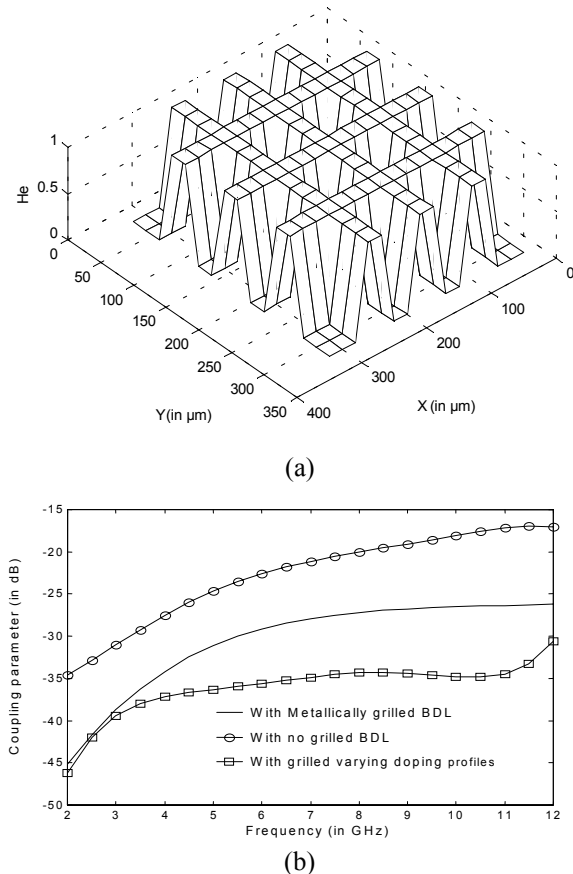 He
1
0.5
0
0
50
100
150
200
250
300
350
Y(in µm)
400
300
200
100
0
X (in µm)
(a)
Coupling parameter (in dB)
-15
-20
-25
-30
-35
-40
-45
-50
With Metallically grilled BDL
With no grilled BDL
With grilled varying doping profiles
2 3 4 5 6 7 8 9 10 11 12
Frequency (in GHz)
(b)